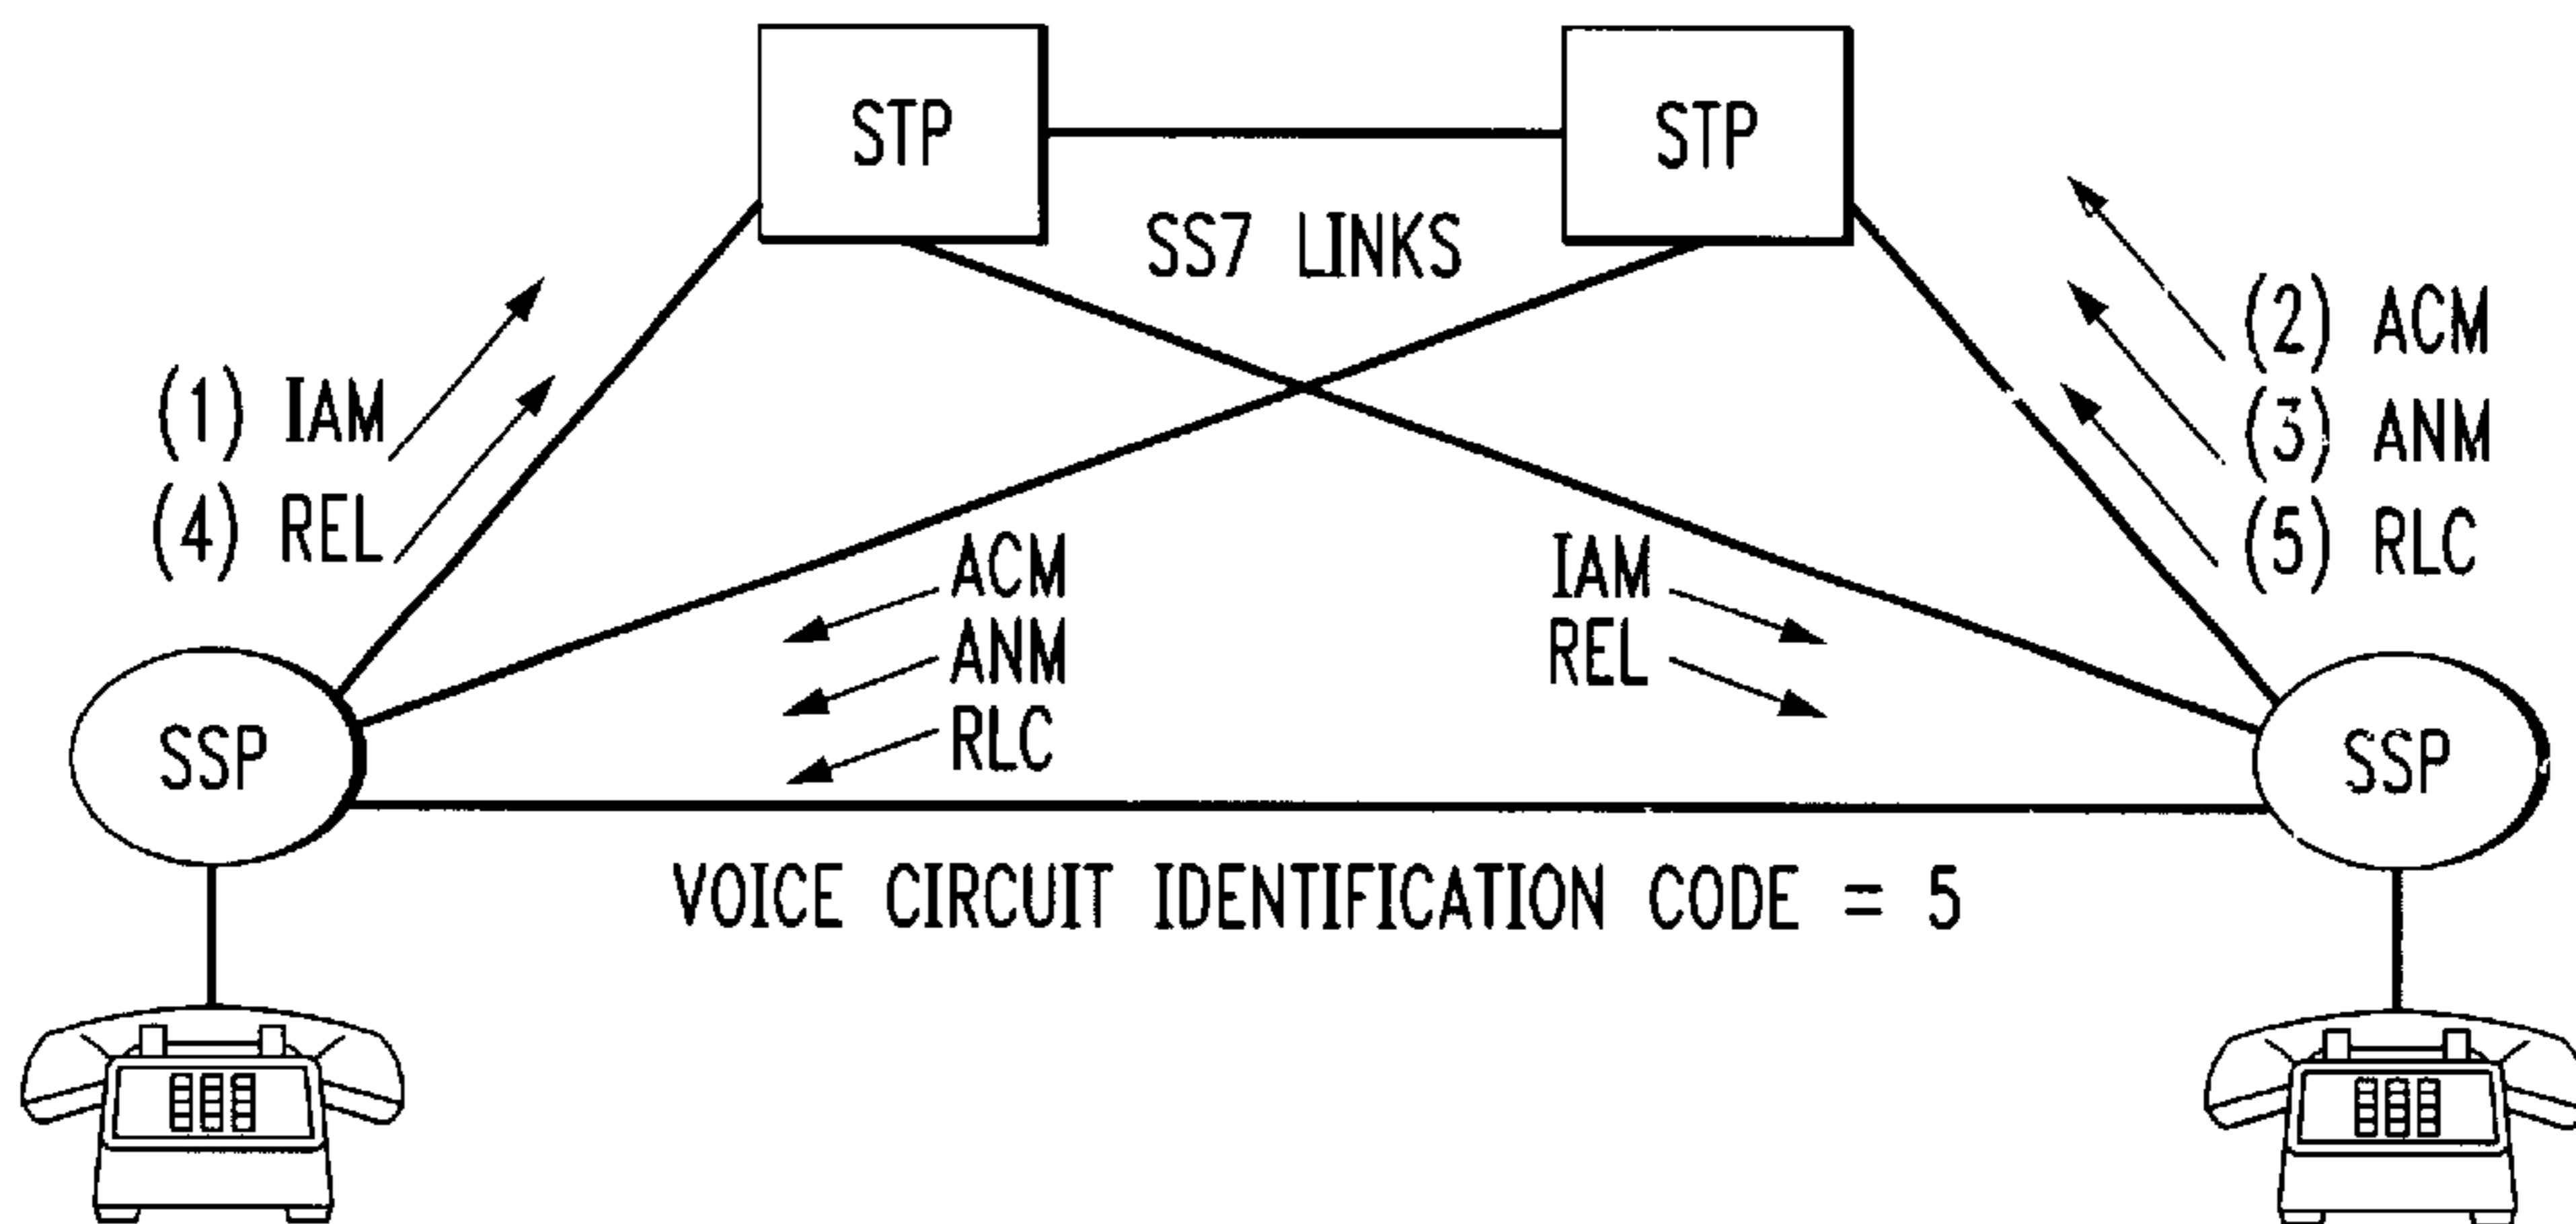 STP
STP
SS7 LINKS
(1) IAM
(4) REL
(2) ACM
(3) ANM
(5) RLC
ACM
ANM
RLC
IAM
REL
SSP
SSP
VOICE CIRCUIT IDENTIFICATION CODE = 5